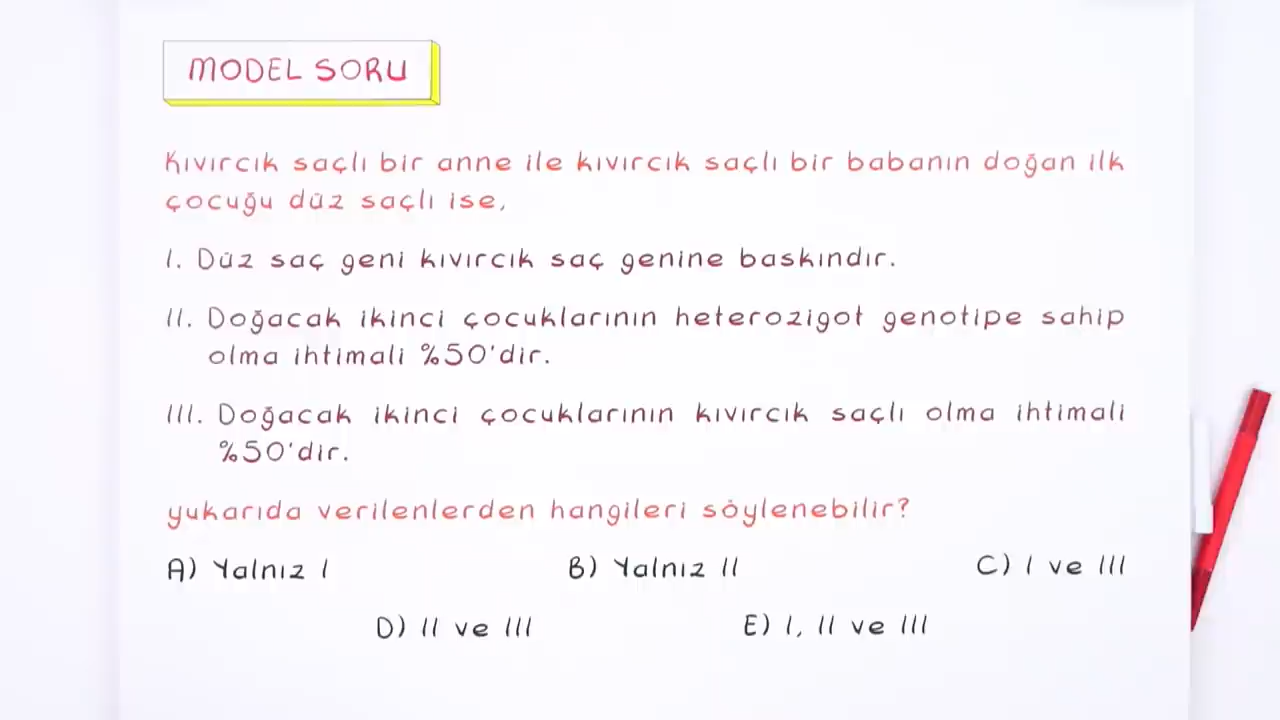 MODEL SORU
Kıvırcık saçlı bir anne ile kıvırcık saçlı bir babanın doğan ilk
çocuğu düz saçlı ise,
I. Düz saç geni kıvırcık saç genine baskındır.
II. Doğacak ikinci çocuklarının heterozigot genotipe sahip
olma ihtimali %50'dir.
III. Doğacak ikinci çocuklarının kıvırcık saçlı olma ihtimali
%50'dir.
yukarıda verilenlerden hangileri söylenebilir?
A) Yalnız I B) Yalnız II C) I ve III
D) II ve III E) I, II ve III